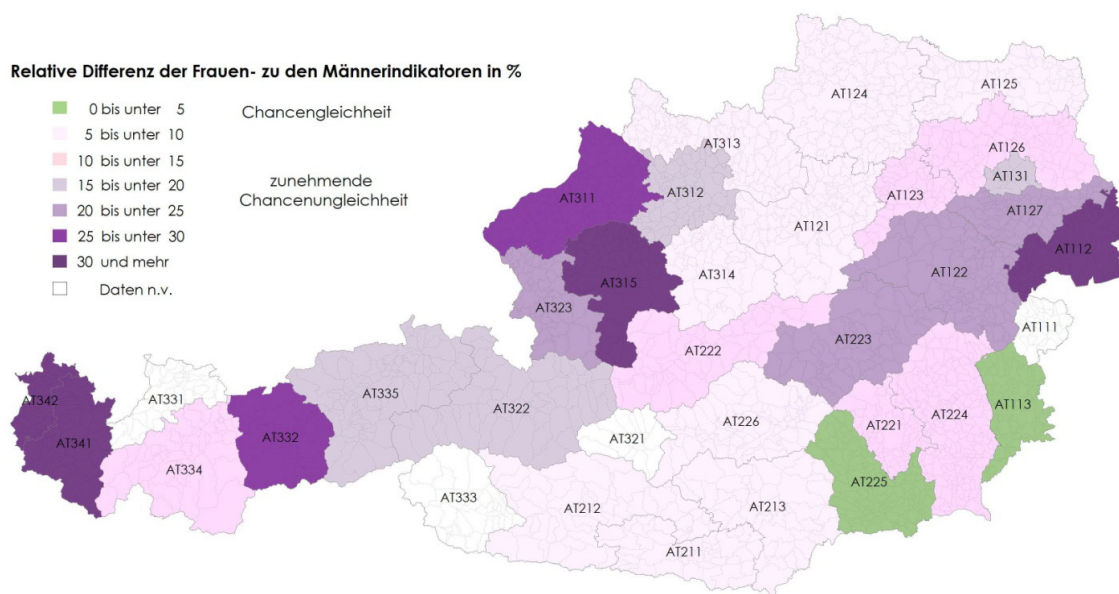 Relative Differenz der Frauen- zu den Männerindikatoren in %
0 bis unter 5
Chancengleichheit
5 bis unter 10
10 bis unter 15
15 bis unter 20
zunehmende
Chancenungleichheit
20 bis unter 25
25 bis unter 30
30 und mehr
Daten n.v.
AT124
AT125
AT313
AT126
AT131
AT312
AT311
AT123
AT127
AT121
AT112
AT122
AT314
AT315
AT323
AT111
AT223
AT222
AT342
AT331
AT335
AT322
AT113
AT224
AT226
AT221
AT332
AT321
AT341
AT334
AT225
AT333
AT212
AT213
AT211